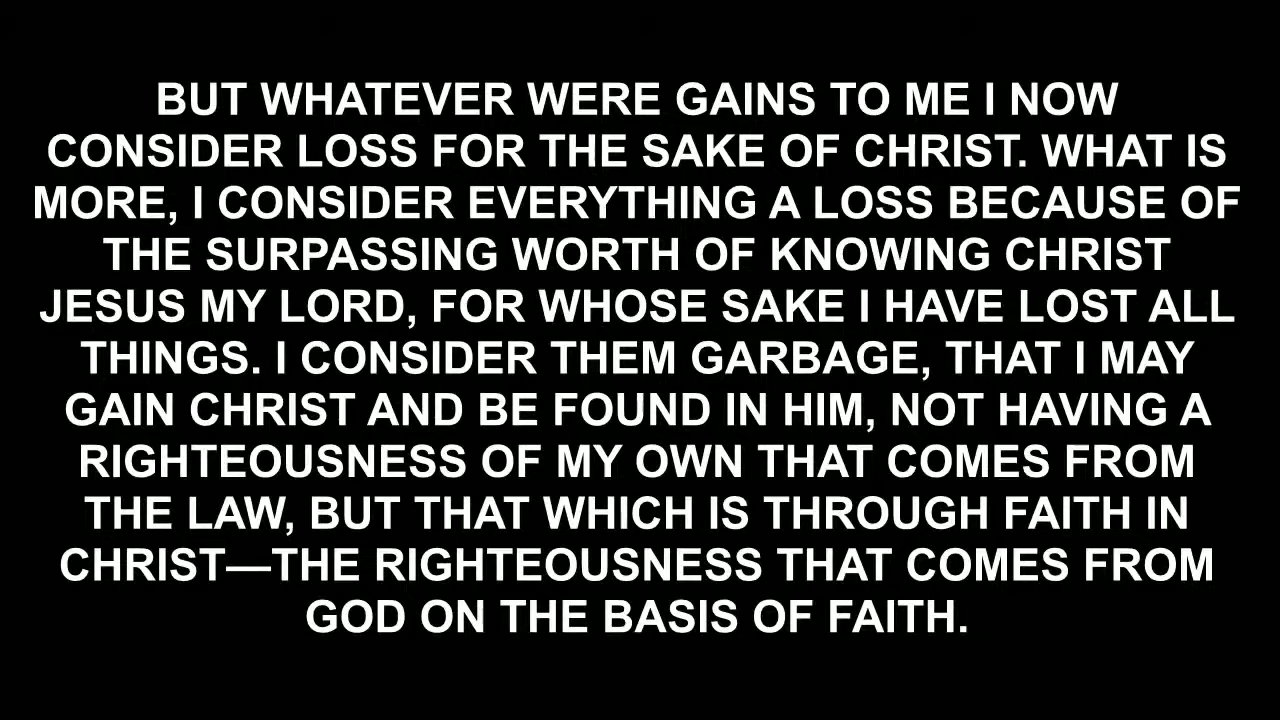 BUT WHATEVER WERE GAINS TO ME I NOW
CONSIDER LOSS FOR THE SAKE OF CHRIST. WHAT IS
MORE, I CONSIDER EVERYTHING A LOSS BECAUSE OF
THE SURPASSING WORTH OF KNOWING CHRIST
JESUS MY LORD, FOR WHOSE SAKE I HAVE LOST ALL
THINGS. I CONSIDER THEM GARBAGE, THAT I MAY
GAIN CHRIST AND BE FOUND IN HIM, NOT HAVING A
RIGHTEOUSNESS OF MY OWN THAT COMES FROM
THE LAW, BUT THAT WHICH IS THROUGH FAITH IN
CHRIST—THE RIGHTEOUSNESS THAT COMES FROM
GOD ON THE BASIS OF FAITH.